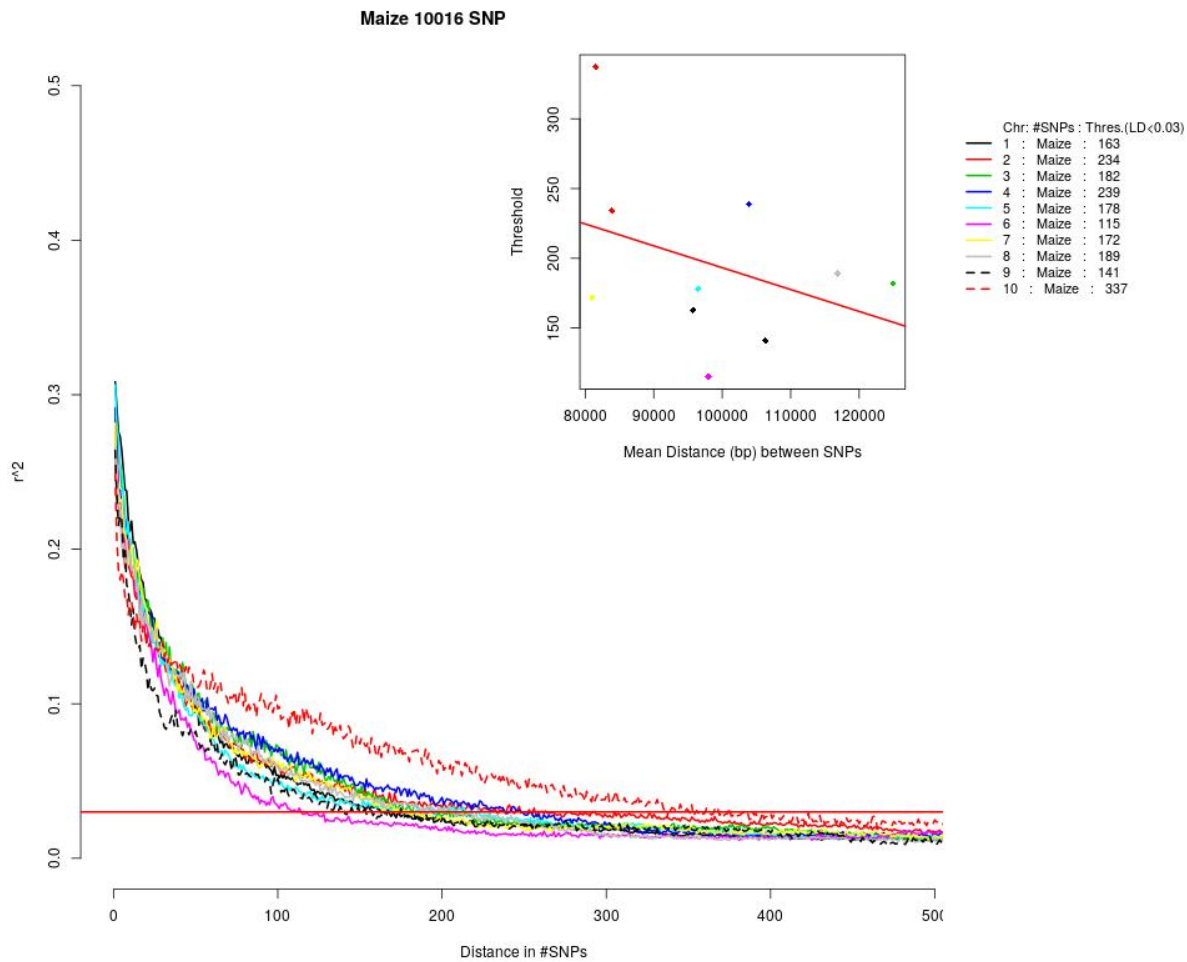 Maize 10016 SNP
0.5
0.4
0.3
0.2
0.1
0.0
r^2
0 100 200 300 400 500
Distance in #SNPs
300
250
200
150
Threshold
80000 90000 100000 110000 120000
Mean Distance (bp) between SNPs
Chr: #SNPs : Thres.(LD<0.03)
1 : Maize : 163
2 : Maize : 234
3 : Maize : 182
4 : Maize : 239
5 : Maize : 178
6 : Maize : 115
7 : Maize : 172
8 : Maize : 189
9 : Maize : 141
10 : Maize : 337